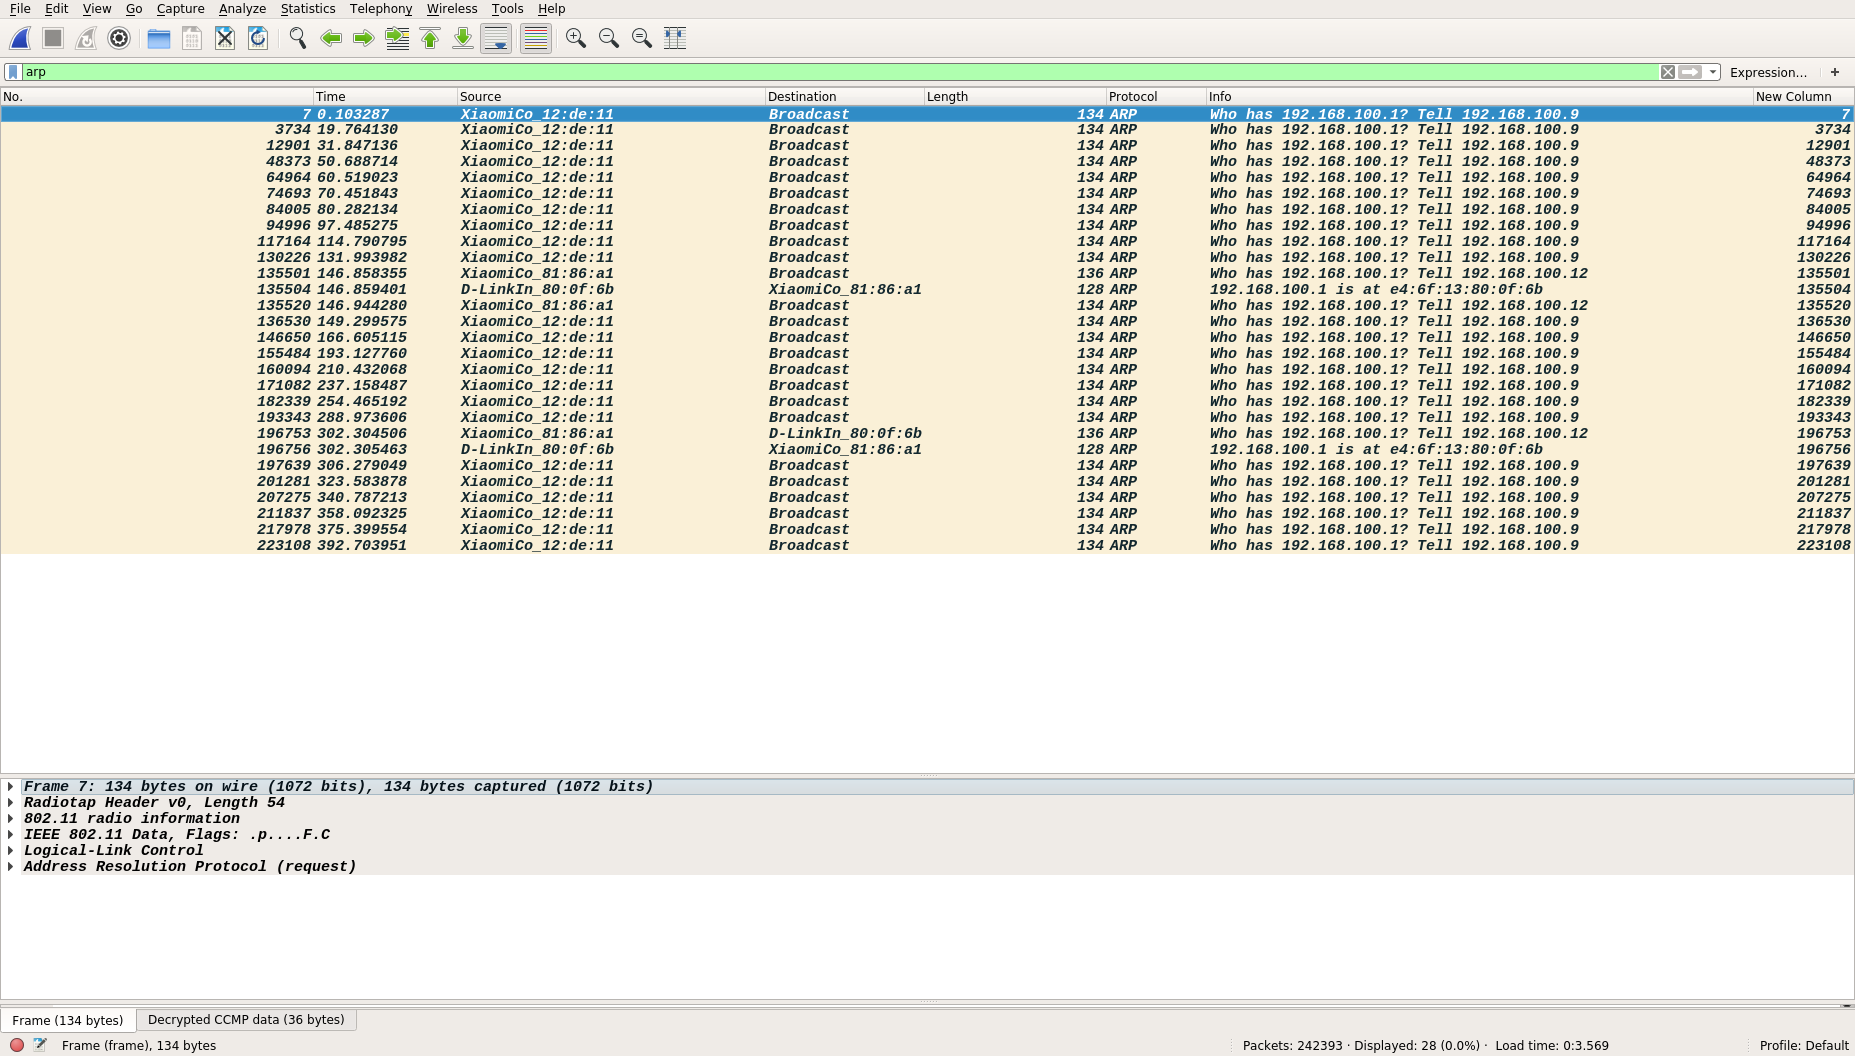 File Edit View Go Capture Analyze Statistics Telephony Wireless Tools Help
arp Expression... +
No. Time Source Destination Length Protocol Info New Column
7 0.103287 XiaomiCo_12:de:11 Broadcast 134 ARP Who has 192.168.100.1? Tell 192.168.100.9 7
3734 19.764130 XiaomiCo_12:de:11 Broadcast 134 ARP Who has 192.168.100.1? Tell 192.168.100.9 3734
12901 31.847136 XiaomiCo_12:de:11 Broadcast 134 ARP Who has 192.168.100.1? Tell 192.168.100.9 12901
48373 50.688714 XiaomiCo_12:de:11 Broadcast 134 ARP Who has 192.168.100.1? Tell 192.168.100.9 48373
64964 60.519023 XiaomiCo_12:de:11 Broadcast 134 ARP Who has 192.168.100.1? Tell 192.168.100.9 64964
74693 70.451843 XiaomiCo_12:de:11 Broadcast 134 ARP Who has 192.168.100.1? Tell 192.168.100.9 74693
84005 80.282134 XiaomiCo_12:de:11 Broadcast 134 ARP Who has 192.168.100.1? Tell 192.168.100.9 84005
94996 97.485275 XiaomiCo_12:de:11 Broadcast 134 ARP Who has 192.168.100.1? Tell 192.168.100.9 94996
117164 114.790795 XiaomiCo_12:de:11 Broadcast 134 ARP Who has 192.168.100.1? Tell 192.168.100.9 117164
130226 131.993982 XiaomiCo_12:de:11 Broadcast 134 ARP Who has 192.168.100.1? Tell 192.168.100.9 130226
135501 146.858355 XiaomiCo_81:86:a1 Broadcast 136 ARP Who has 192.168.100.1? Tell 192.168.100.12 135501
135504 146.859401 D-LinkIn_80:0f:6b XiaomiCo_81:86:a1 128 ARP 192.168.100.1 is at e4:6f:13:80:0f:6b 135504
135520 146.944280 XiaomiCo_81:86:a1 Broadcast 134 ARP Who has 192.168.100.1? Tell 192.168.100.12 135520
136530 149.299575 XiaomiCo_12:de:11 Broadcast 134 ARP Who has 192.168.100.1? Tell 192.168.100.9 136530
146650 166.605115 XiaomiCo_12:de:11 Broadcast 134 ARP Who has 192.168.100.1? Tell 192.168.100.9 146650
155484 193.127760 XiaomiCo_12:de:11 Broadcast 134 ARP Who has 192.168.100.1? Tell 192.168.100.9 155484
160094 210.432068 XiaomiCo_12:de:11 Broadcast 134 ARP Who has 192.168.100.1? Tell 192.168.100.9 160094
171082 237.158487 XiaomiCo_12:de:11 Broadcast 134 ARP Who has 192.168.100.1? Tell 192.168.100.9 171082
182339 254.465192 XiaomiCo_12:de:11 Broadcast 134 ARP Who has 192.168.100.1? Tell 192.168.100.9 182339
193343 288.973606 XiaomiCo_12:de:11 Broadcast 134 ARP Who has 192.168.100.1? Tell 192.168.100.9 193343
196753 302.304506 XiaomiCo_81:86:a1 D-LinkIn_80:0f:6b 136 ARP Who has 192.168.100.1? Tell 192.168.100.12 196753
196756 302.305463 D-LinkIn_80:0f:6b XiaomiCo_81:86:a1 128 ARP 192.168.100.1 is at e4:6f:13:80:0f:6b 196756
197639 306.279049 XiaomiCo_12:de:11 Broadcast 134 ARP Who has 192.168.100.1? Tell 192.168.100.9 197639
201281 323.583878 XiaomiCo_12:de:11 Broadcast 134 ARP Who has 192.168.100.1? Tell 192.168.100.9 201281
207275 340.787213 XiaomiCo_12:de:11 Broadcast 134 ARP Who has 192.168.100.1? Tell 192.168.100.9 207275
211837 358.092325 XiaomiCo_12:de:11 Broadcast 134 ARP Who has 192.168.100.1? Tell 192.168.100.9 211837
217978 375.399554 XiaomiCo_12:de:11 Broadcast 134 ARP Who has 192.168.100.1? Tell 192.168.100.9 217978
223108 392.703951 XiaomiCo_12:de:11 Broadcast 134 ARP Who has 192.168.100.1? Tell 192.168.100.9 223108
Frame 7: 134 bytes on wire (1072 bits), 134 bytes captured (1072 bits)
Radiotap Header v0, Length 54
802.11 radio information
IEEE 802.11 Data, Flags: .p....F.C
Logical-Link Control
Address Resolution Protocol (request)
Frame (134 bytes) Decrypted CCMP data (36 bytes)
Frame (frame), 134 bytes Packets: 242393 · Displayed: 28 (0.0%) · Load time: 0:3.569 Profile: Default